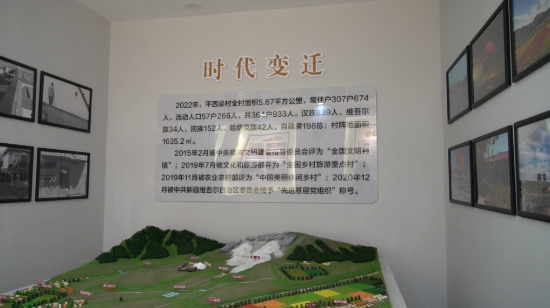 时代变迁
2022年，平西梁村全村面积5.67平方公里，常住户307户674
人，流动人口57户266人，共364户933人，汉族699人、维吾尔
族34人、回族152人、哈萨克族42人，自建房198栋；村阵地面积
1635.2㎡。
2015年2月被中央精神文明建设指导委员会评为“全国文明村
镇”；2019年7月被文化和旅游部评为“全国乡村旅游重点村”；
2019年11月被农业农村部评为“中国美丽休闲乡村”；2020年12
月被中共新疆维吾尔自治区委员会授予“先进基层党组织”称号。